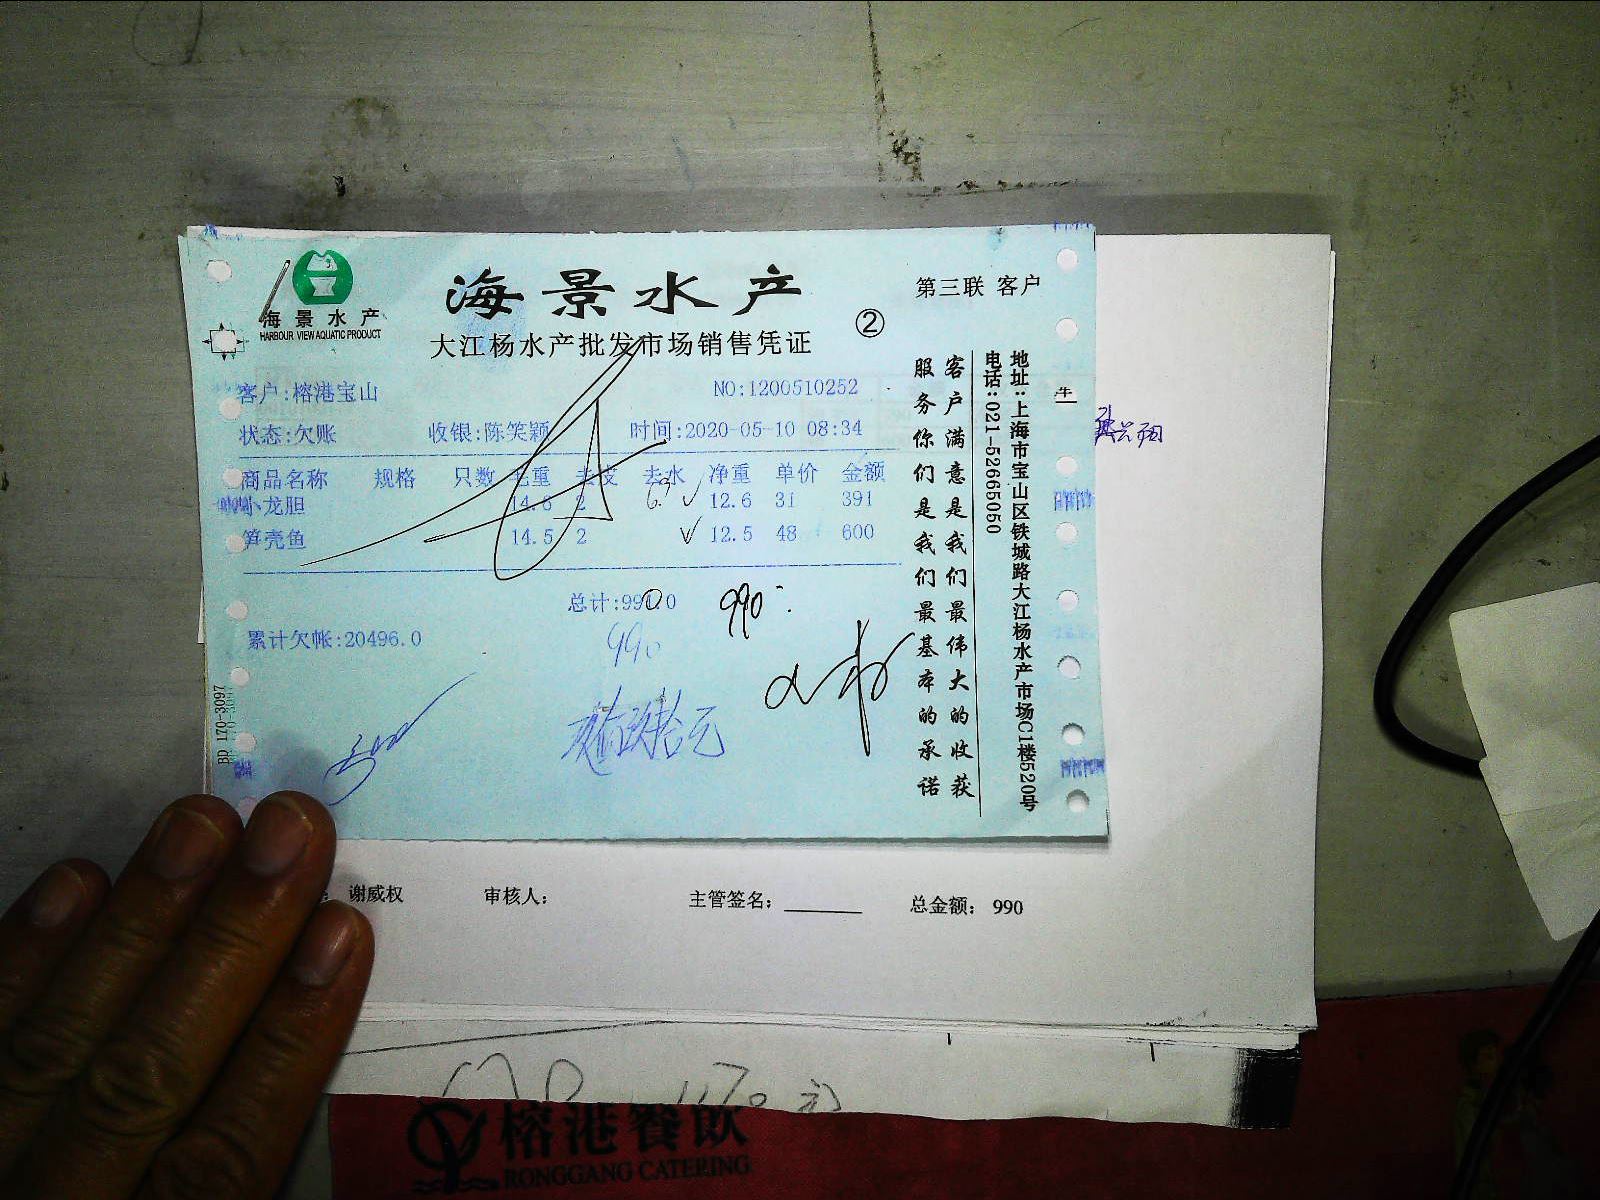 海景水产
HARBOUR VIEW AQUATIC PRODUCT
海景水产
大江杨水产批发市场销售凭证
②
第三联 客户
客户:榕港宝山
NO:1200510252
状态:欠账 收银:陈笑颖 时间:2020-05-10 08:34
商品名称 规格 只数 毛重 去皮 去水 净重 单价 金额
小龙胆 14.6 2 6.9 ✓ 12.6 31 391
笋壳鱼 14.5 2 ✓ 12.5 48 600
总计:990.0 990
累计欠帐:20496.0
990
客户满意是我们最伟大的收获
服务你们是我们最基本的承诺
地址:上海市宝山区铁城路大江杨水产市场C1楼520号
电话:021-52665050
BD 170-3097
谢威权 审核人: 主管签名: 总金额: 990
榕港餐饮
RONGGANG CATERING